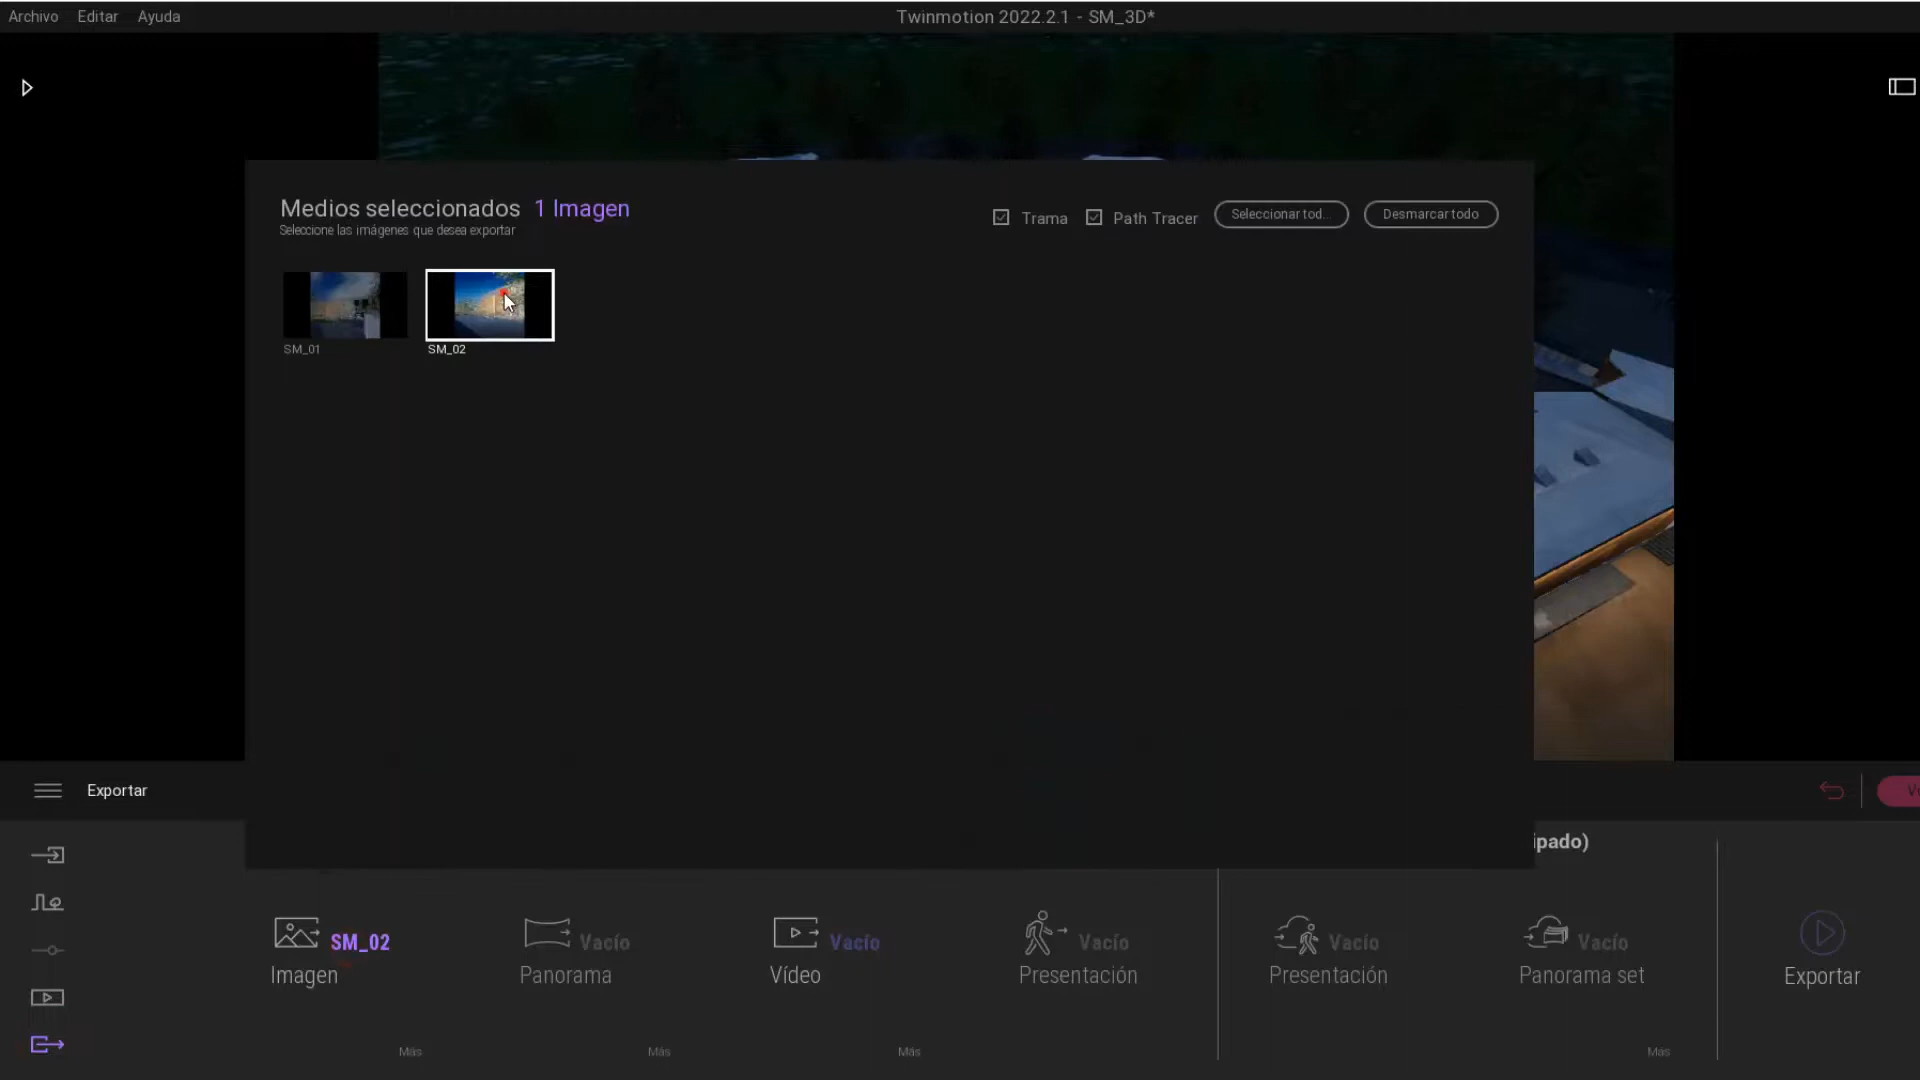 Archivo Editar Ayuda
Twinmotion 2022.2.1 - SM_3D*
Medios seleccionados 1 Imagen
Seleccione las imágenes que desea exportar
Trama
Path Tracer
Seleccionar tod...
Desmarcar todo
SM_01
SM_02
Exportar
ipado)
SM_02
Imagen
Más
Vacío
Panorama
Más
Vacío
Vídeo
Más
Vacío
Presentación
Vacío
Presentación
Vacío
Panorama set
Más
Exportar